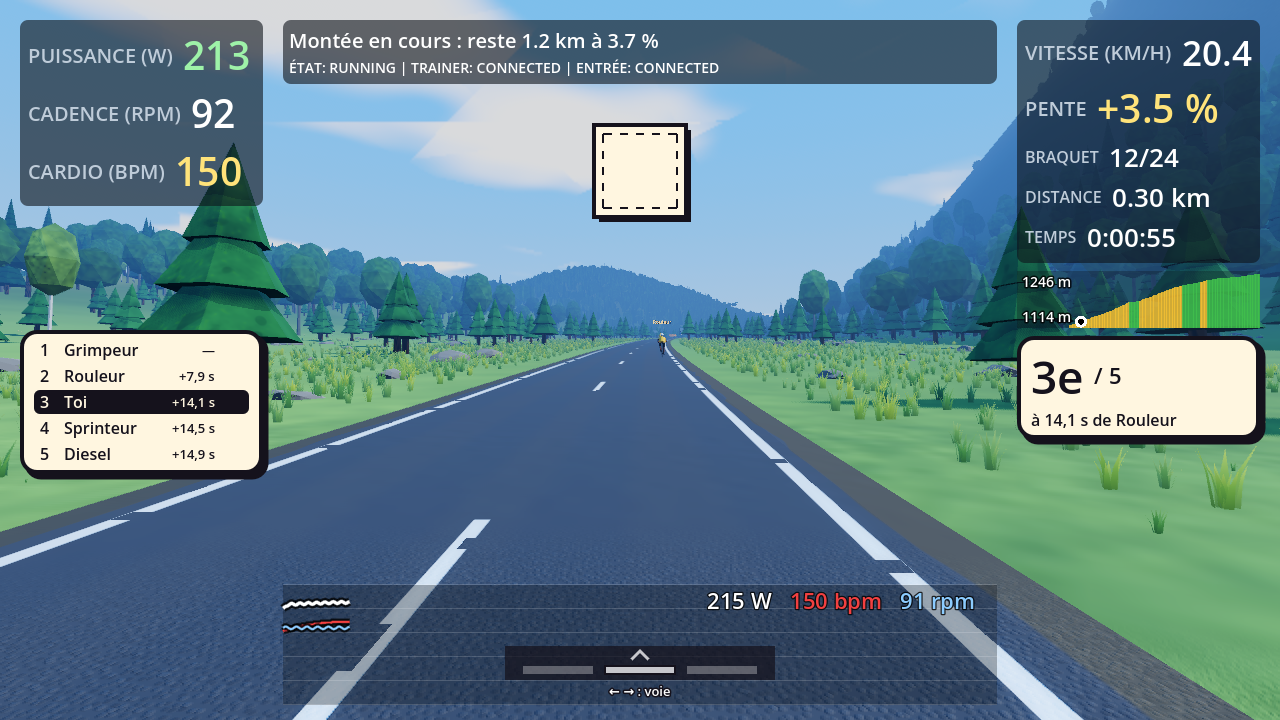 PUISSANCE (W) 213
CADENCE (RPM) 92
CARDIO (BPM) 150
Montée en cours : reste 1.2 km à 3.7 %
ÉTAT: RUNNING | TRAINER: CONNECTED | ENTRÉE: CONNECTED
VITESSE (KM/H) 20.4
PENTE +3.5 %
BRAQUET 12/24
DISTANCE 0.30 km
TEMPS 0:00:55
1246 m
1114 m
Rouleur
1 Grimpeur —
2 Rouleur +7,9 s
3 Toi +14,1 s
4 Sprinteur +14,5 s
5 Diesel +14,9 s
3e / 5
à 14,1 s de Rouleur
215 W 150 bpm 91 rpm
← → : voie